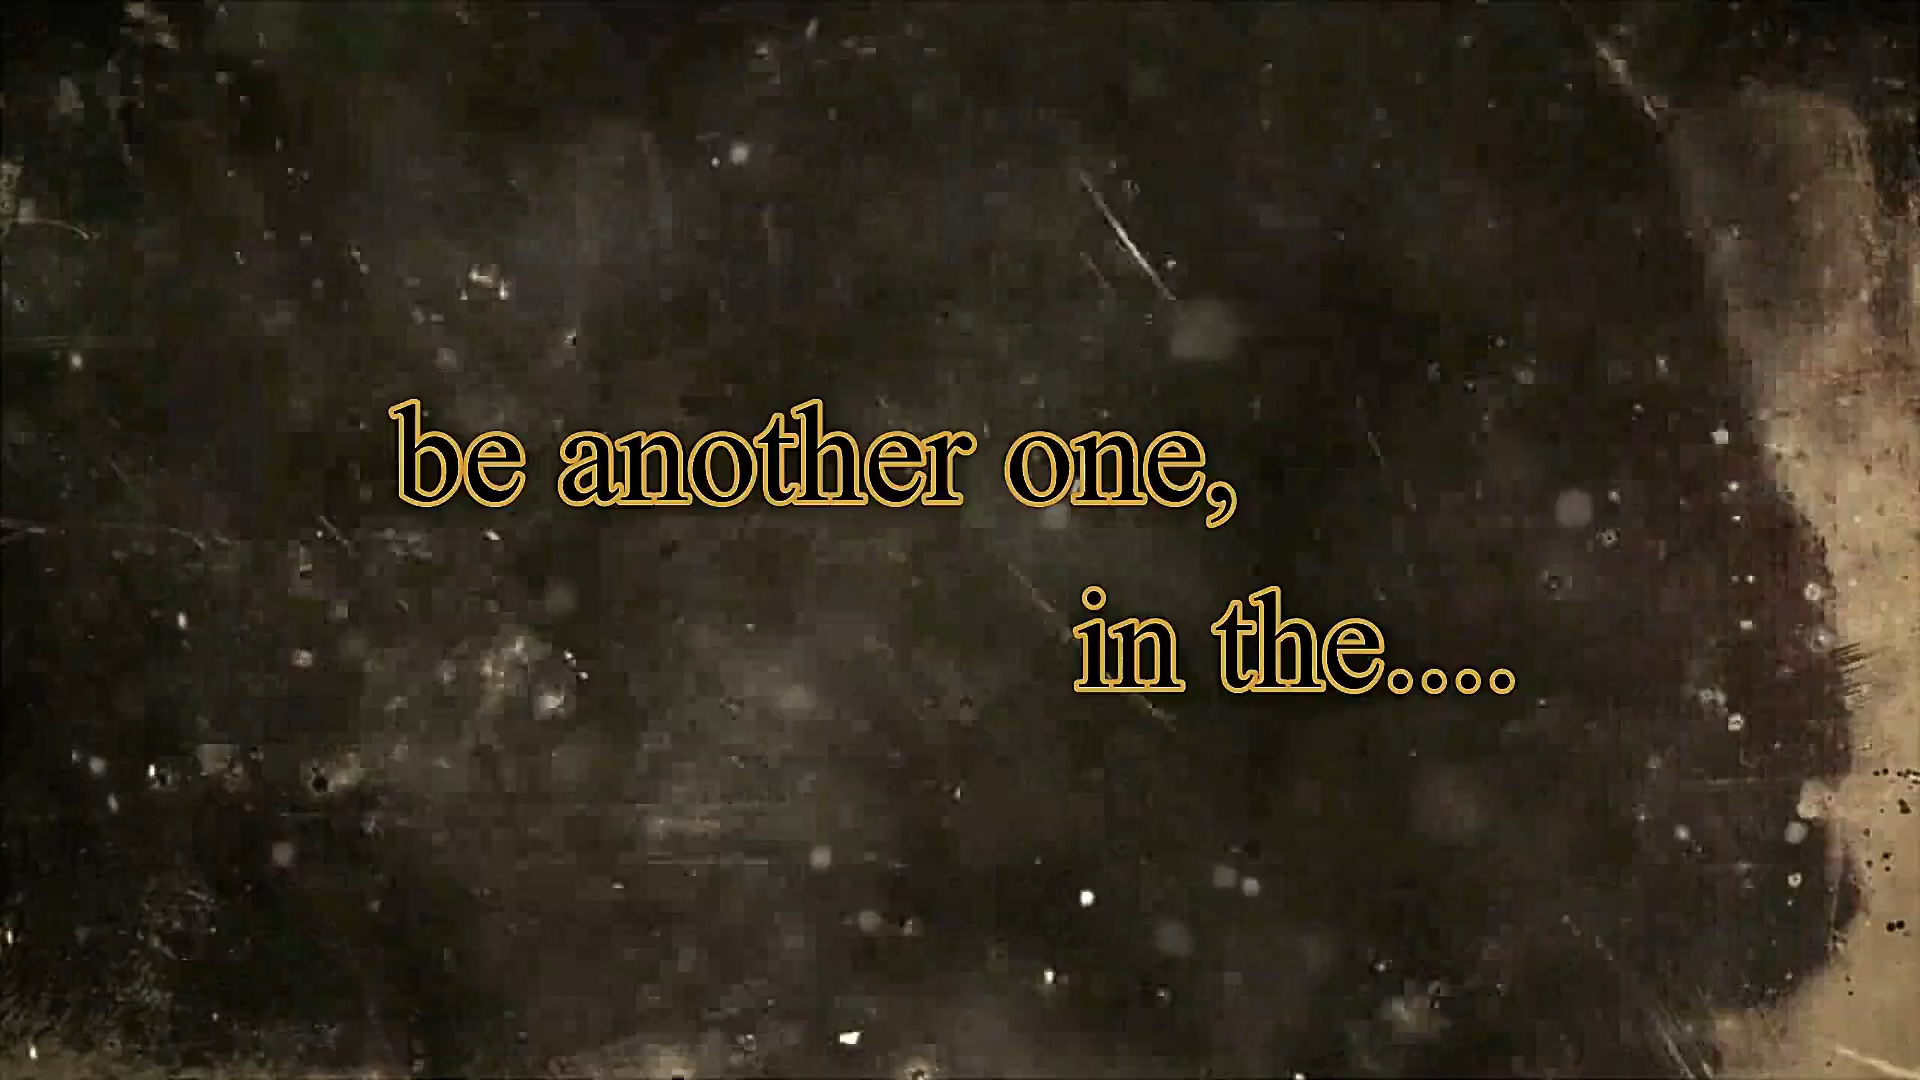 be another one,
in the....